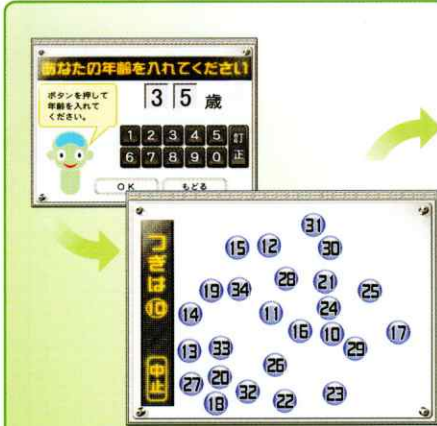 あなたの年齢を入れてください
ボタンを押して
年齢を入れて
ください。
35 歳
1 2 3 4 5 訂正
6 7 8 9 0
OK もどる
つぎは⑩
中止
31
15 12 30
19 34 28 21 25
14 11 24
16 10 17
13 33 29
27 20 26
18 32 22 23